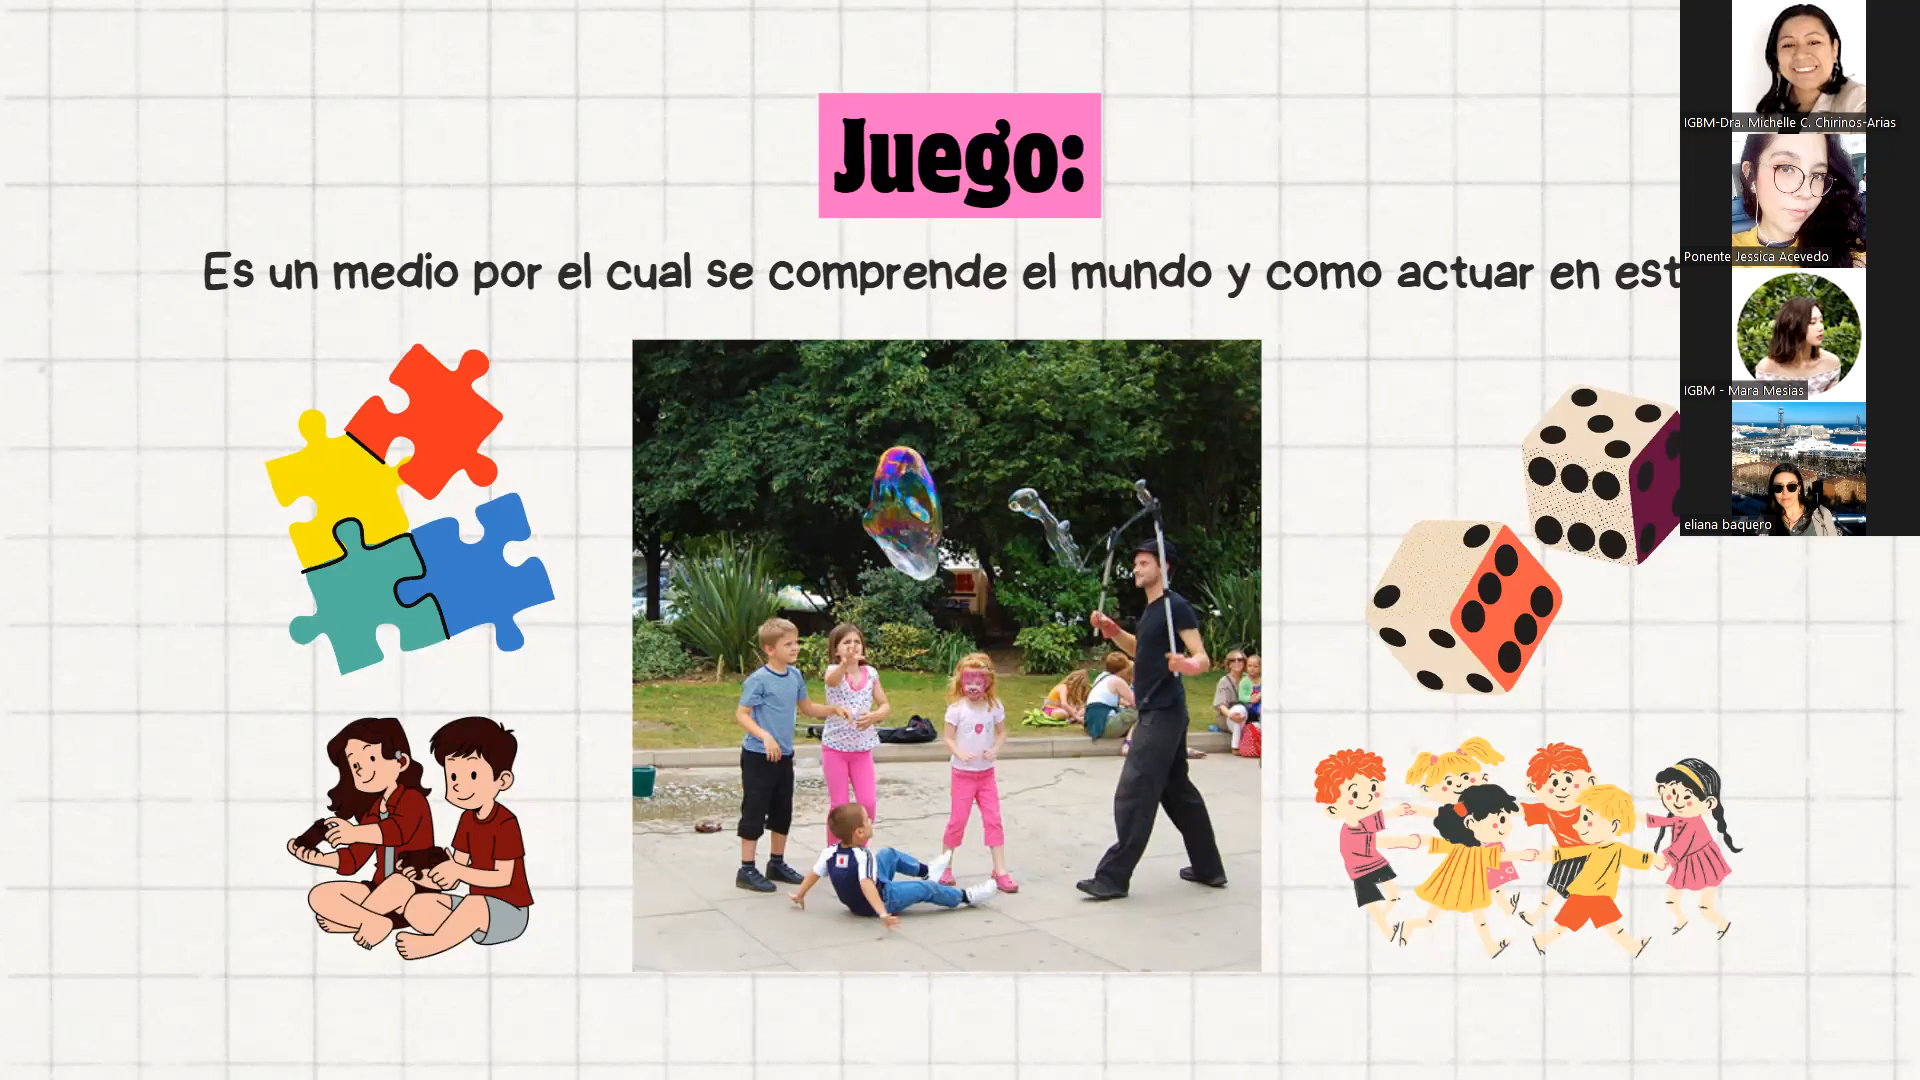 Juego:
Es un medio por el cual se comprende el mundo y como actuar en est
IGBM-Dra. Michelle C. Chirinos-Arias
Ponente Jessica Acevedo
IGBM - Mara Mesias
eliana baquero